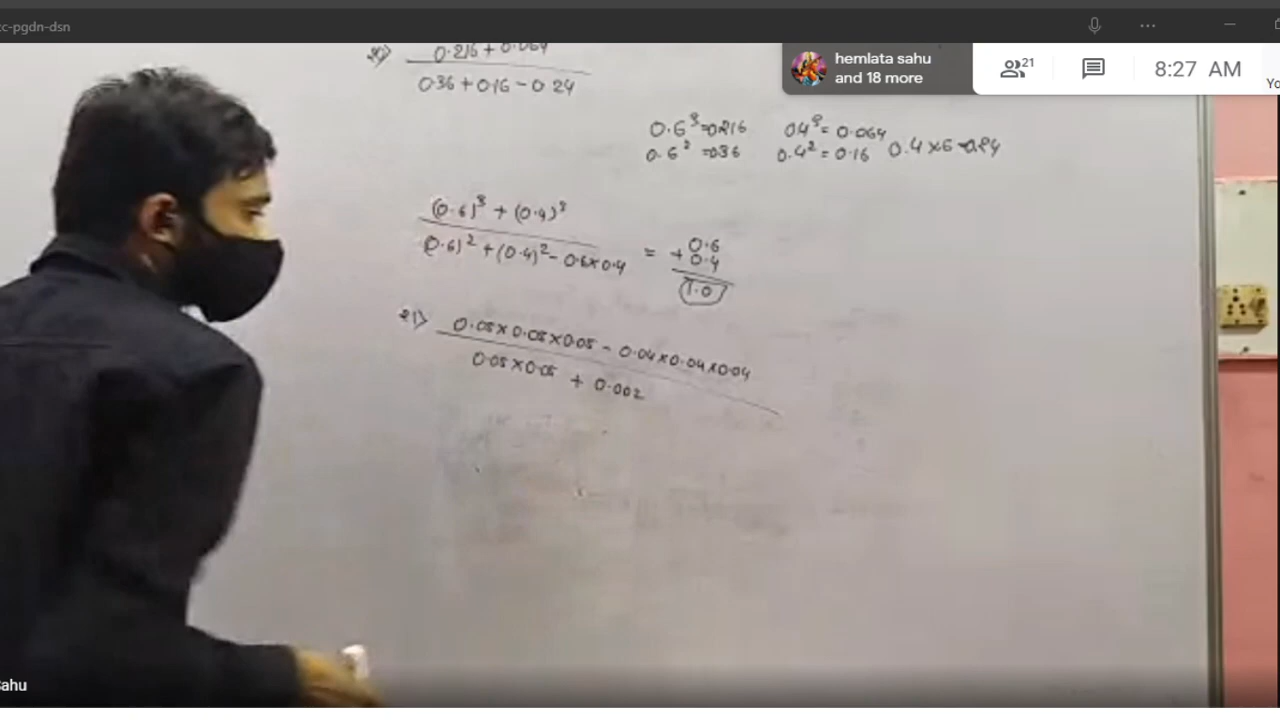 cc-pgdn-dsn
hemlata sahu
and 18 more
21
8:27 AM
0.216 + 0.064
0.36 + 0.16 - 0.24
0.6³ = 0.216 0.4³ = 0.064
0.6² = 0.36 0.4² = 0.16 0.4 × 6 = 0.24
(0.6)³ + (0.4)³
(0.6)² + (0.4)² - 0.6×0.4
= 0.6
+ 0.4
1.0
21>
0.05×0.05×0.05 - 0.04×0.04×0.04
0.05×0.05 + 0.002
Sahu